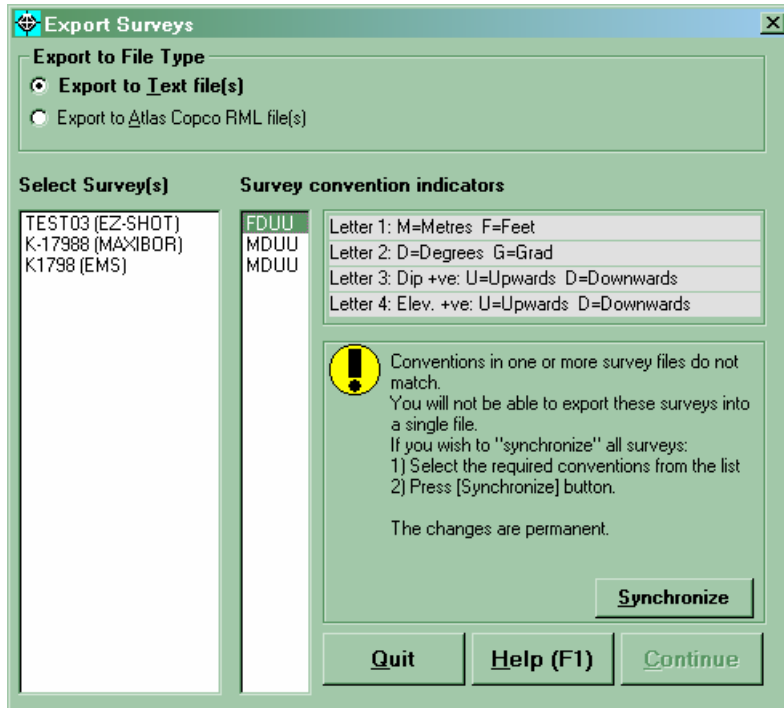 Export Surveys
Export to File Type
Export to Text file(s)
Export to Atlas Copco RML file(s)
Select Survey(s)
TEST03 (EZ-SHOT)
K-17988 (MAXIBOR)
K1798 (EMS)
Survey convention indicators
FDUU
MDUU
MDUU
Letter 1: M=Metres F=Feet
Letter 2: D=Degrees G=Grad
Letter 3: Dip +ve: U=Upwards D=Downwards
Letter 4: Elev. +ve: U=Upwards D=Downwards
Conventions in one or more survey files do not
match.
You will not be able to export these surveys into
a single file.
If you wish to "synchronize" all surveys:
1) Select the required conventions from the list
2) Press [Synchronize] button.
The changes are permanent.
Synchronize
Quit
Help (F1)
Continue